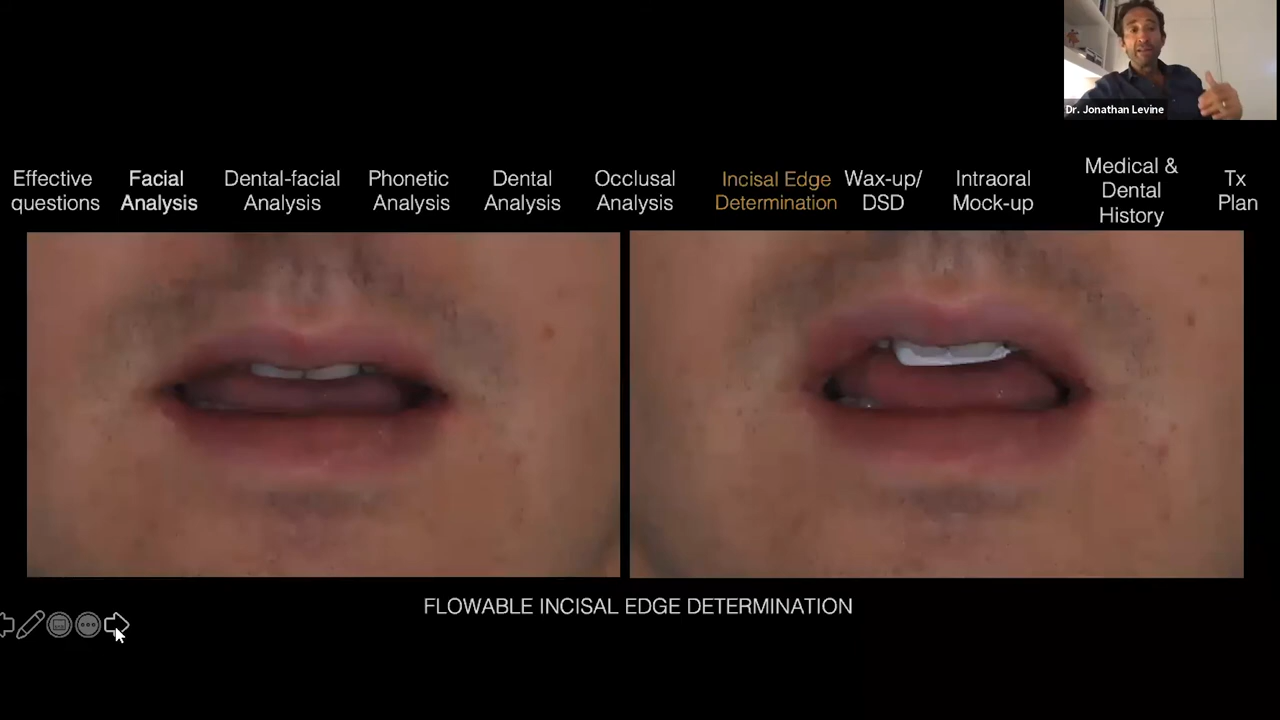 Dr. Jonathan Levine
Effective questions
Facial Analysis
Dental-facial Analysis
Phonetic Analysis
Dental Analysis
Occlusal Analysis
Incisal Edge Determination
Wax-up/ DSD
Intraoral Mock-up
Medical & Dental History
Tx Plan
FLOWABLE INCISAL EDGE DETERMINATION